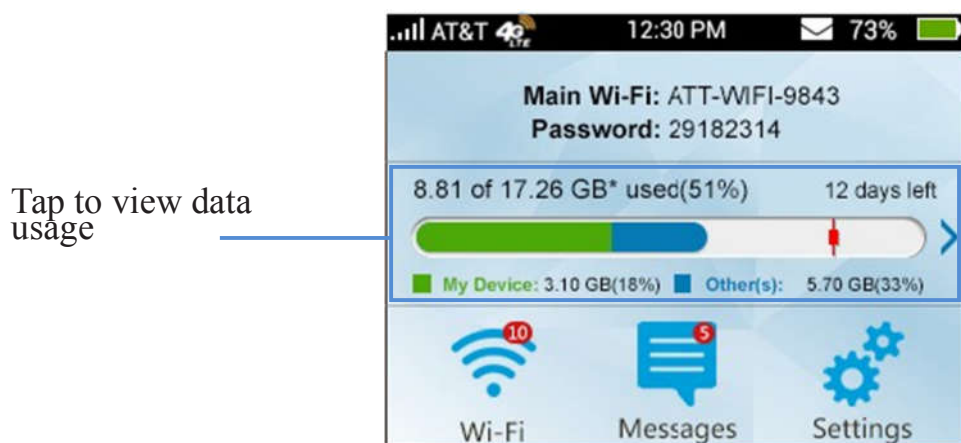 AT&T 4G LTE 12:30 PM 73%
Main Wi-Fi: ATT-WIFI-9843
Password: 29182314
Tap to view data
usage
8.81 of 17.26 GB* used(51%) 12 days left
My Device: 3.10 GB(18%) Other(s): 5.70 GB(33%)
10 5
Wi-Fi Messages Settings